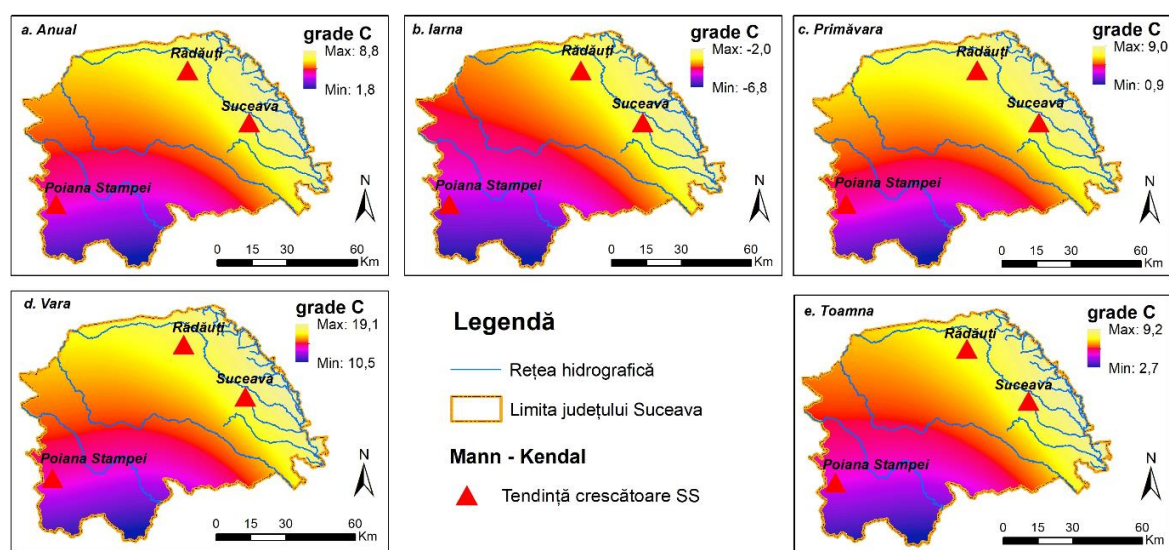 a. Anual
grade C
Max: 8,8
Min: 1,8
Rădăuți
Suceava
Poiana Stampei
N
0 15 30 60
Km
b. Iarna
grade C
Max: -2,0
Min: -6,8
Rădăuți
Suceava
Poiana Stampei
N
0 15 30 60
Km
c. Primăvara
grade C
Max: 9,0
Min: 0,9
Rădăuți
Suceava
Poiana Stampei
N
0 15 30 60
Km
d. Vara
grade C
Max: 19,1
Min: 10,5
Rădăuți
Suceava
Poiana Stampei
N
0 15 30 60
Km
Legendă
Rețea hidrografică
Limita județului Suceava
Mann - Kendal
Tendință crescătoare SS
e. Toamna
grade C
Max: 9,2
Min: 2,7
Rădăuți
Suceava
Poiana Stampei
N
0 15 30 60
Km